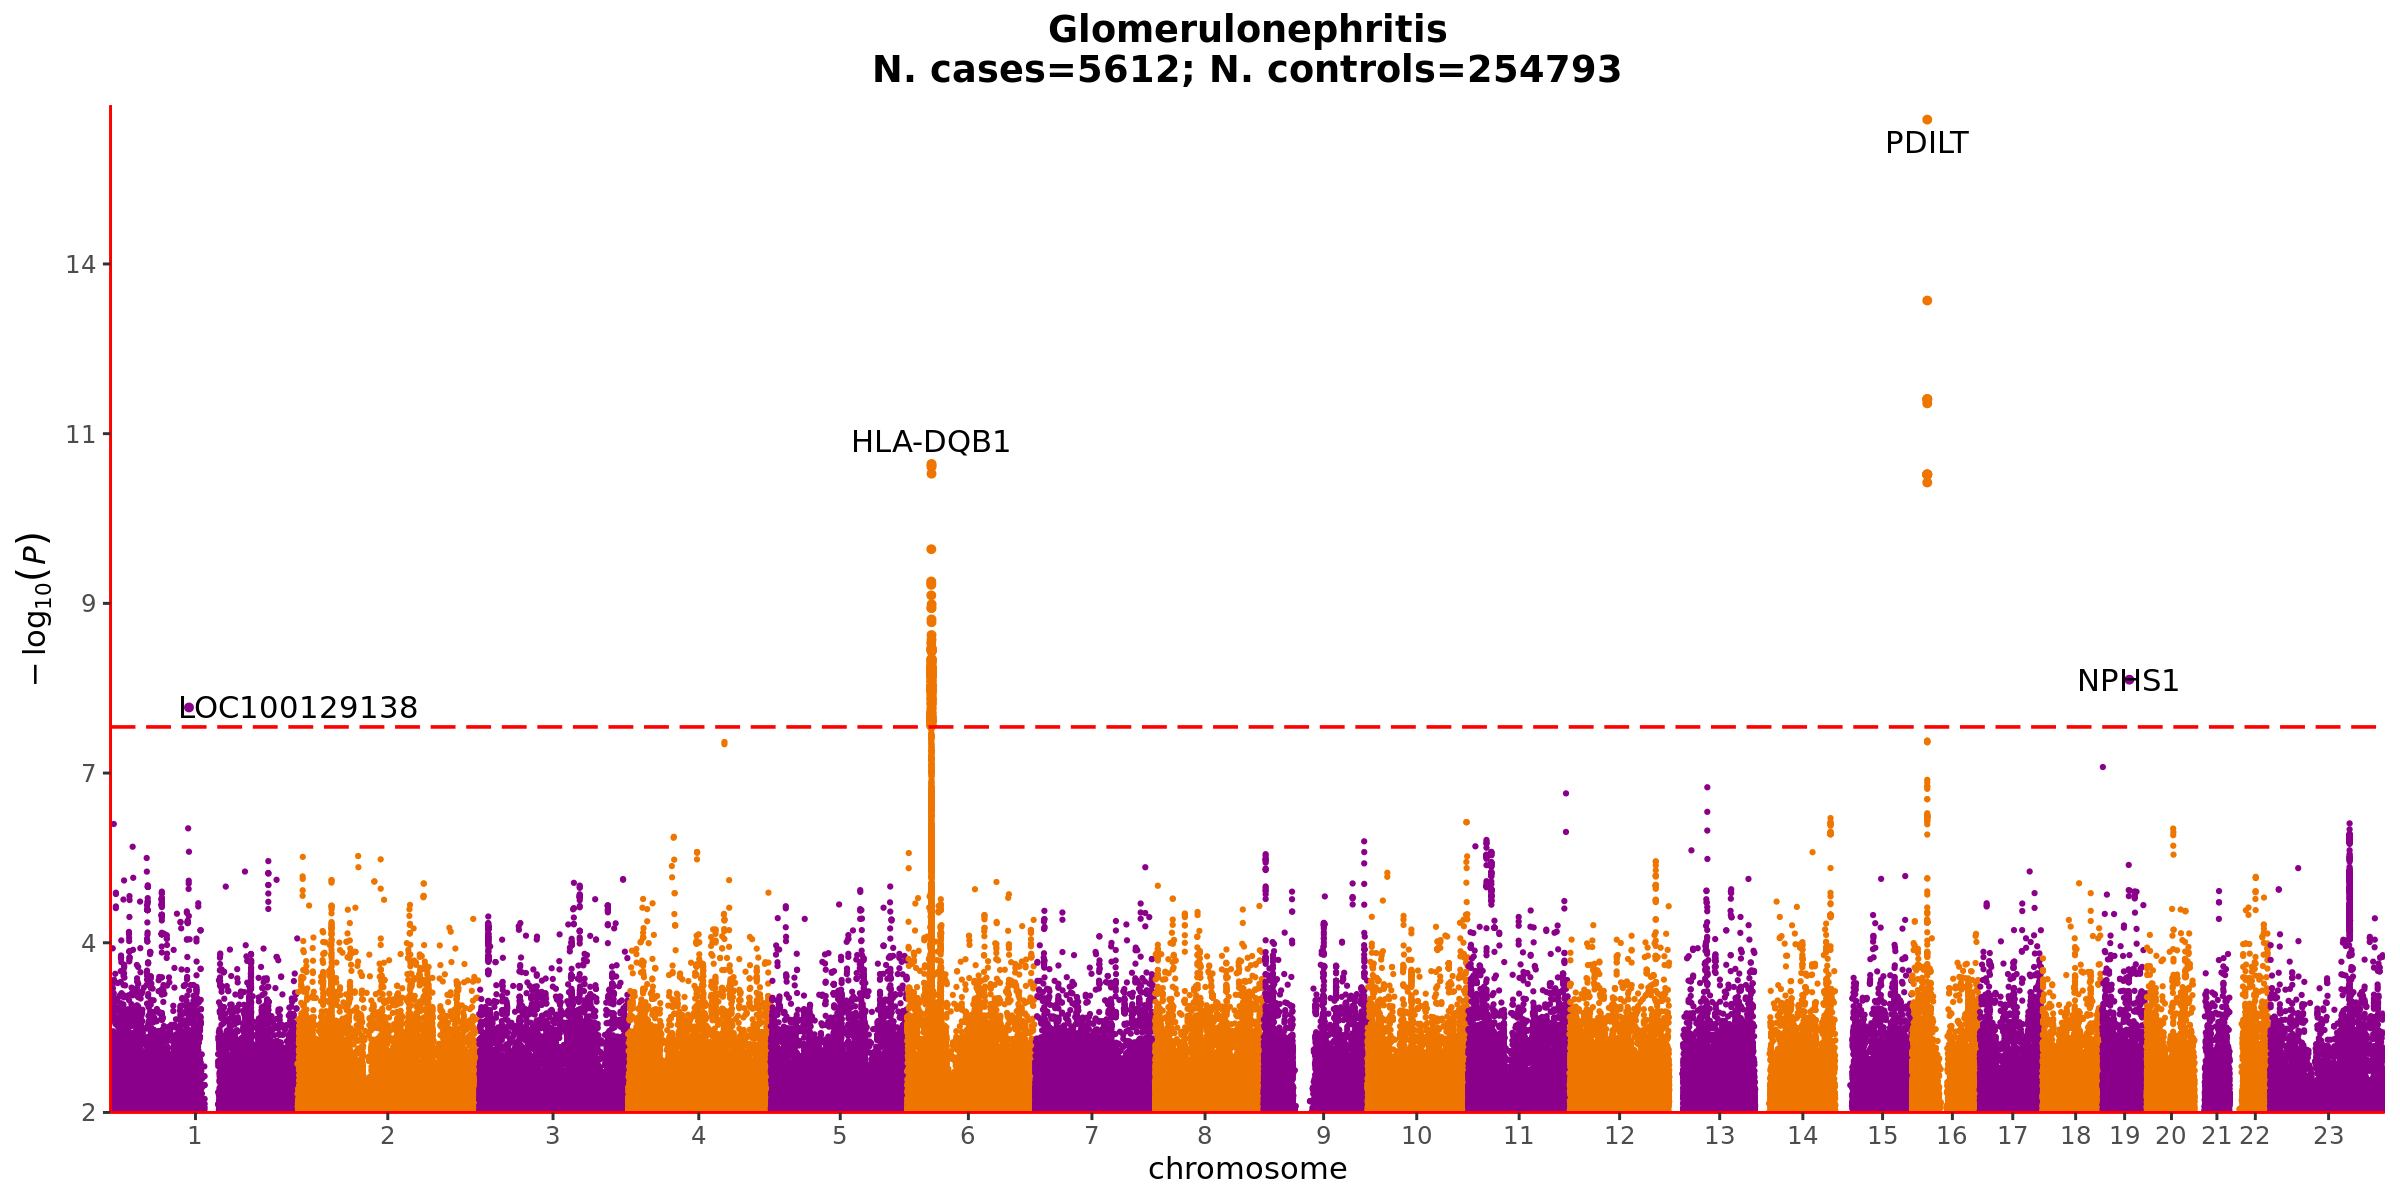 Glomerulonephritis
N. cases=5612; N. controls=254793
PDILT
14
11
HLA-DQB1
9
− log10(P)
NPHS1
LOC100129138
7
4
2
1 2 3 4 5 6 7 8 9 10 11 12 13 14 15 16 17 18 19 20 21 22 23
chromosome